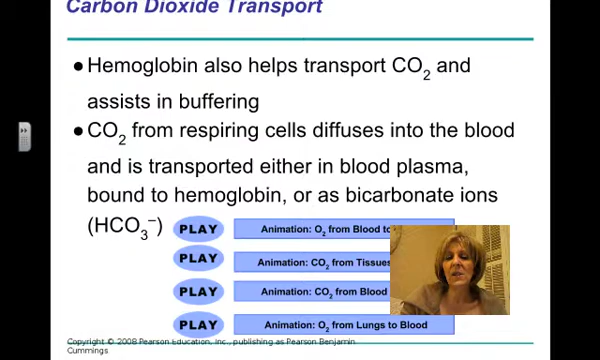 Carbon Dioxide Transport
● Hemoglobin also helps transport CO₂ and
assists in buffering
● CO₂ from respiring cells diffuses into the blood
and is transported either in blood plasma,
bound to hemoglobin, or as bicarbonate ions
(HCO₃⁻)
PLAY Animation: O₂ from Blood to
PLAY Animation: CO₂ from Tissues
PLAY Animation: CO₂ from Blood
PLAY Animation: O₂ from Lungs to Blood
Copyright © 2008 Pearson Education, Inc., publishing as Pearson Benjamin
Cummings